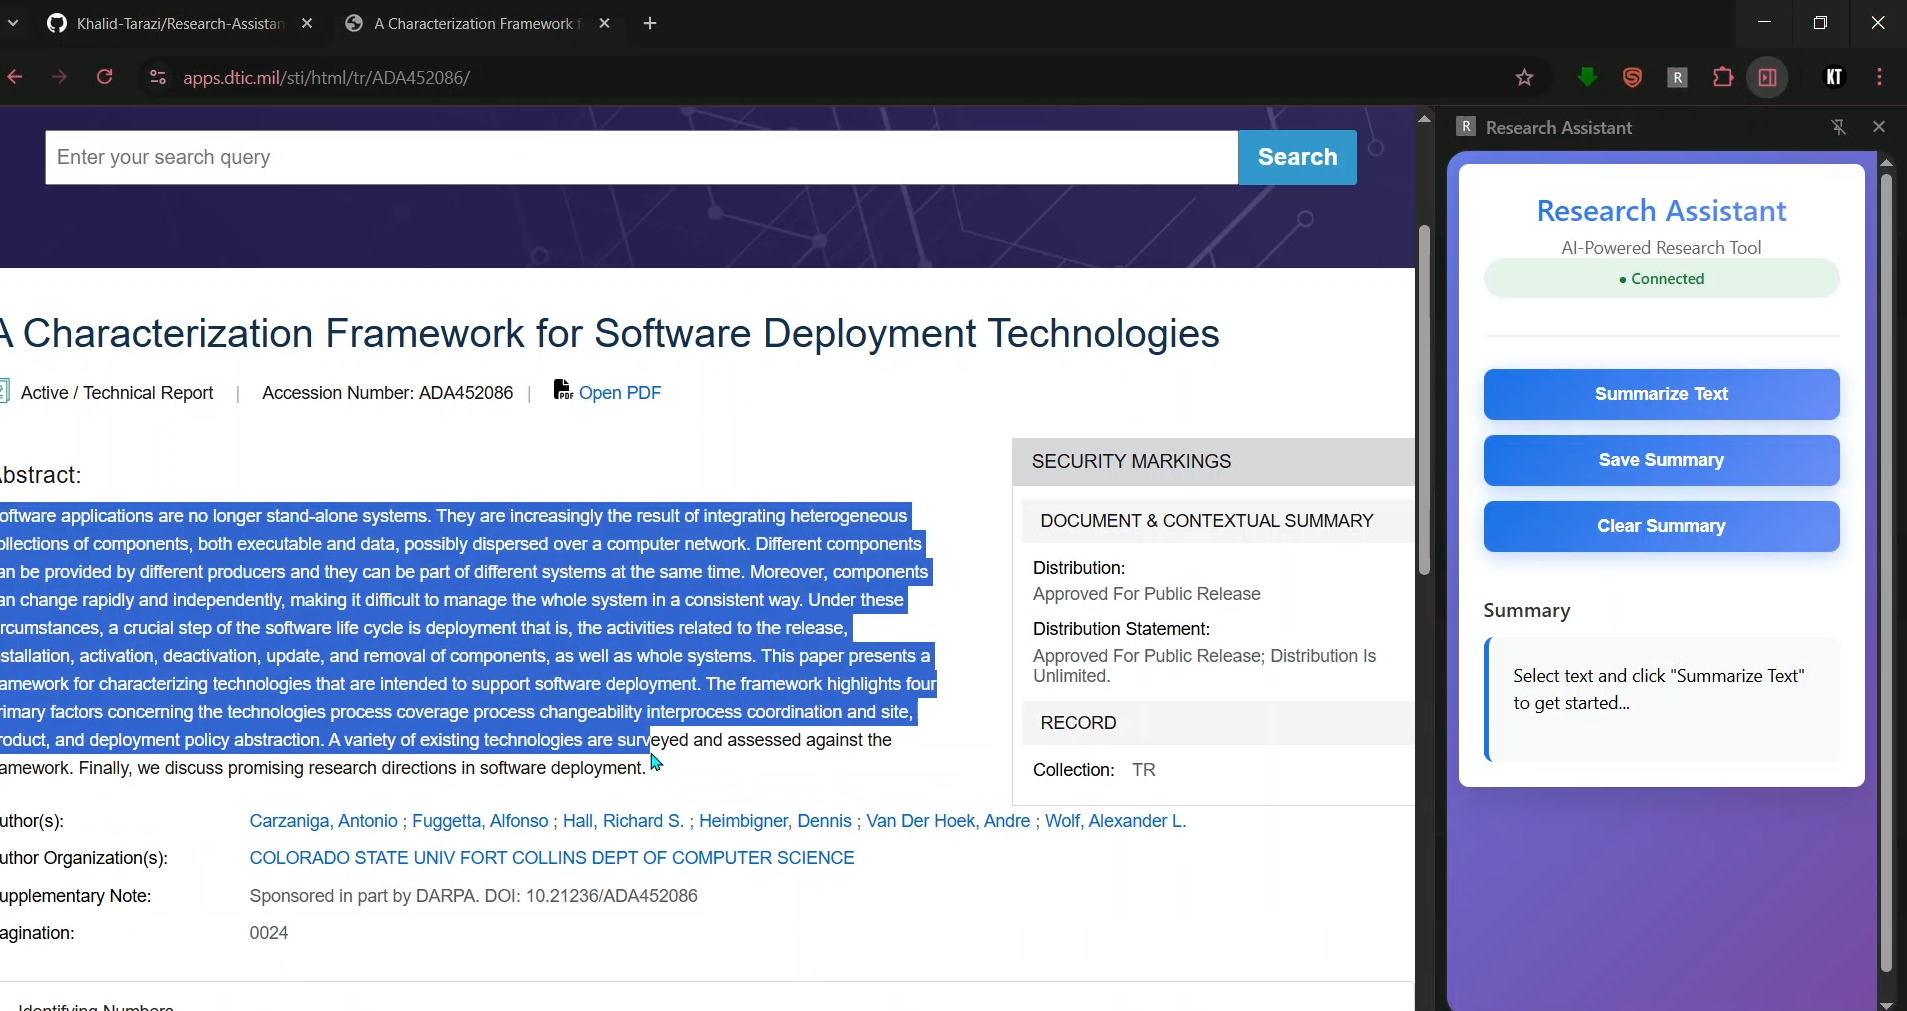 Khalid-Tarazi/Research-Assistan
A Characterization Framework f
apps.dtic.mil/sti/html/tr/ADA452086/
R
KT
Enter your search query
Search
A Characterization Framework for Software Deployment Technologies
Active / Technical Report | Accession Number: ADA452086 | PDF Open PDF
bstract:
oftware applications are no longer stand-alone systems. They are increasingly the result of integrating heterogeneous
ollections of components, both executable and data, possibly dispersed over a computer network. Different components
an be provided by different producers and they can be part of different systems at the same time. Moreover, components
an change rapidly and independently, making it difficult to manage the whole system in a consistent way. Under these
rcumstances, a crucial step of the software life cycle is deployment that is, the activities related to the release,
stallation, activation, deactivation, update, and removal of components, as well as whole systems. This paper presents a
amework for characterizing technologies that are intended to support software deployment. The framework highlights four
rimary factors concerning the technologies process coverage process changeability interprocess coordination and site,
roduct, and deployment policy abstraction. A variety of existing technologies are surveyed and assessed against the
amework. Finally, we discuss promising research directions in software deployment.
SECURITY MARKINGS
DOCUMENT & CONTEXTUAL SUMMARY
Distribution:
Approved For Public Release
Distribution Statement:
Approved For Public Release; Distribution Is
Unlimited.
RECORD
Collection: TR
uthor(s): Carzaniga, Antonio ; Fuggetta, Alfonso ; Hall, Richard S. ; Heimbigner, Dennis ; Van Der Hoek, Andre ; Wolf, Alexander L.
uthor Organization(s): COLORADO STATE UNIV FORT COLLINS DEPT OF COMPUTER SCIENCE
upplementary Note: Sponsored in part by DARPA. DOI: 10.21236/ADA452086
agination: 0024
Identifying Numbers
R Research Assistant
Research Assistant
AI-Powered Research Tool
● Connected
Summarize Text
Save Summary
Clear Summary
Summary
Select text and click "Summarize Text"
to get started...